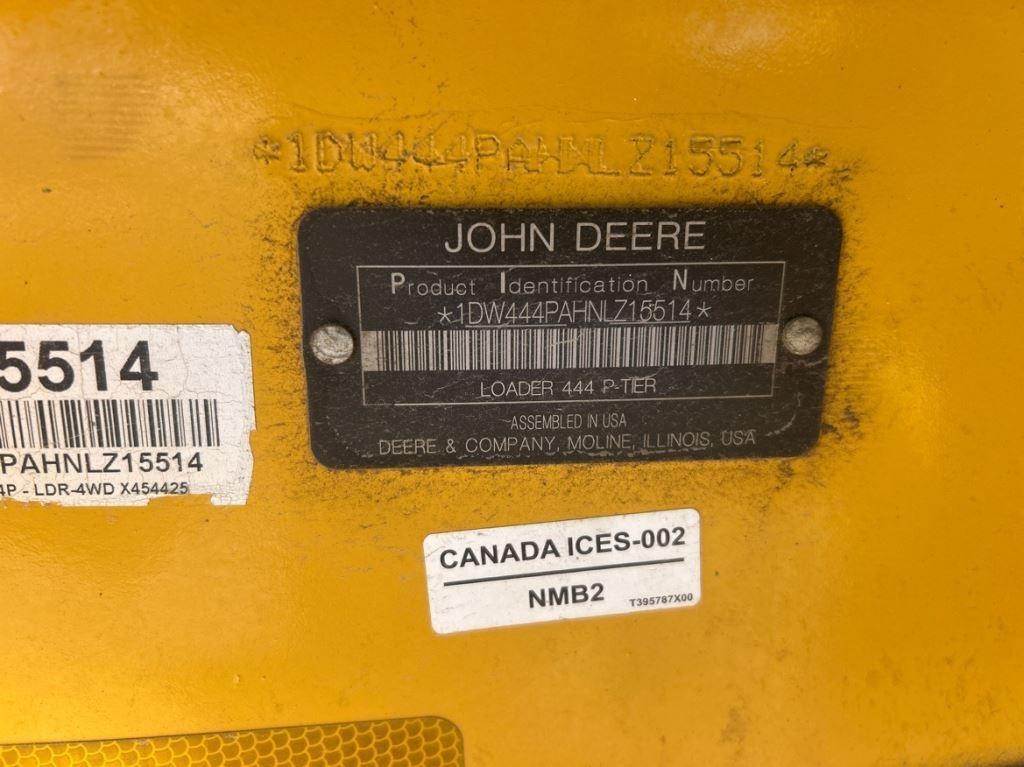 *1DW444PAHNLZ15514*
JOHN DEERE
Product Identification Number
*1DW444PAHNLZ15514*
LOADER 444 P-TIER
ASSEMBLED IN USA
DEERE & COMPANY, MOLINE, ILLINOIS, USA
5514
PAHNLZ15514
4P - LDR-4WD X454425
CANADA ICES-002
NMB2
T395787X00